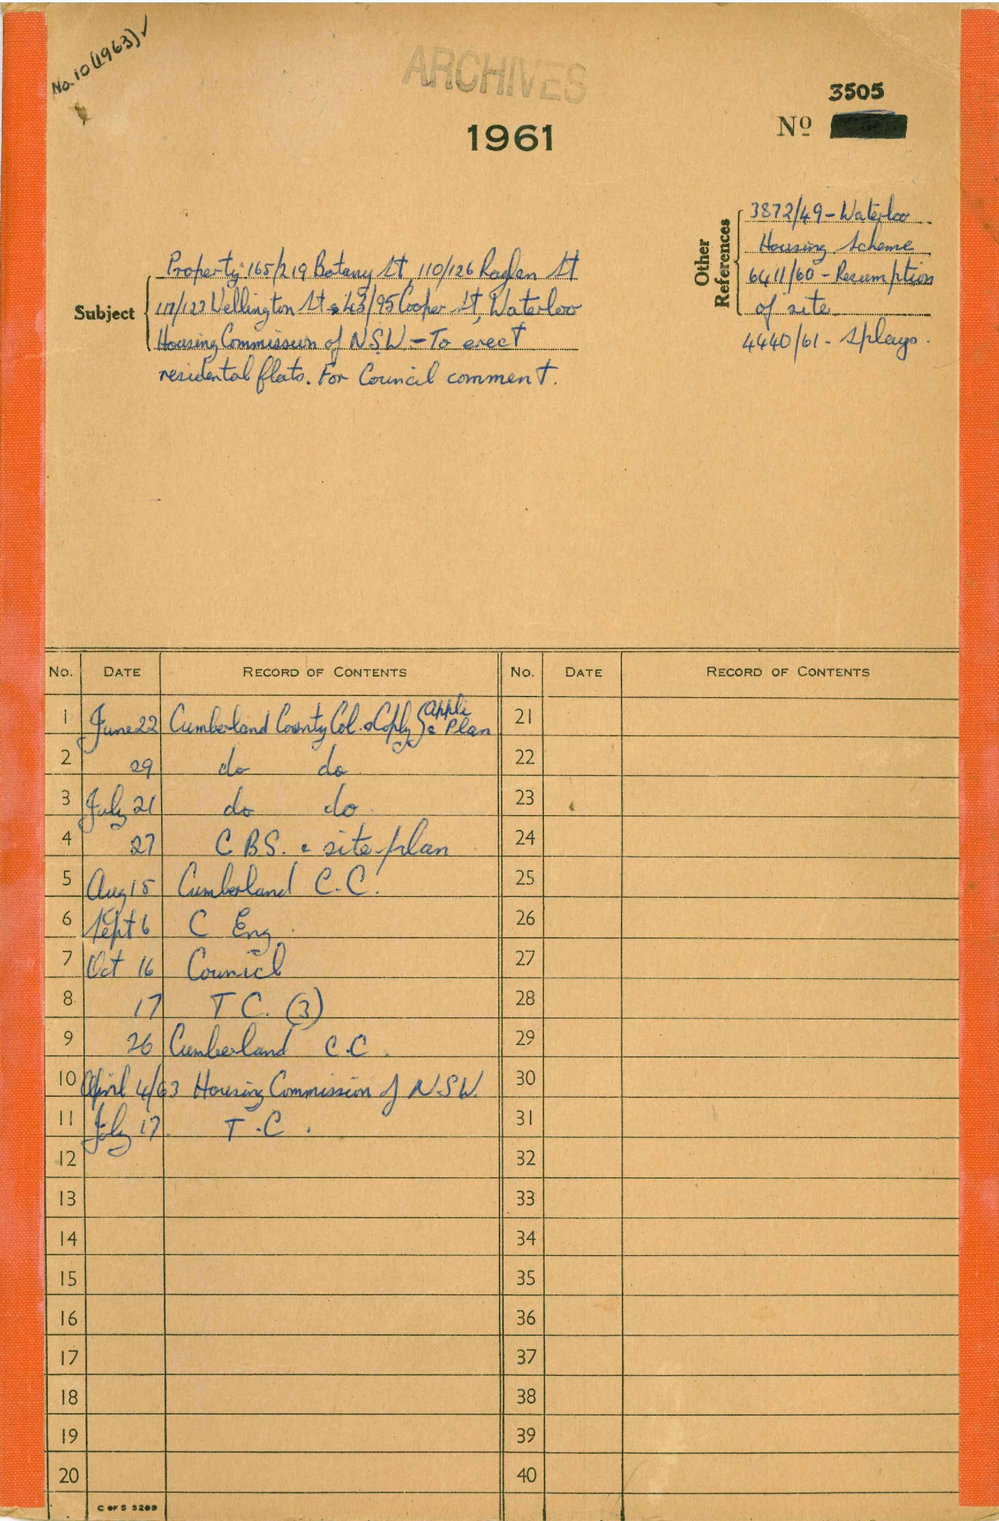 No. 10 (1963) ✓
ARCHIVES
1961
3505
Nº
Other References
3872/49 - Waterloo
Housing Scheme
6411/60 - Resumption
of site
4440/61 - Splays.
Subject
Property: 165/219 Botany St, 110/126 Raglan St
117/123 Wellington St & 43/95 Cooper St, Waterloo
Housing Commission of NSW - To erect
residental flats. For Council comment.
No. DATE RECORD OF CONTENTS No. DATE RECORD OF CONTENTS
1 June 22 Cumberland County Cl. & Cply { Appln & Plan 21
2 29 do do 22
3 July 21 do do 23
4 27 C B S. & site plan 24
5 Aug 15 Cumberland C.C. 25
6 Sept 6 C Eng. 26
7 Oct 16 Council 27
8 17 T C. (3) 28
9 26 Cumberland C.C. 29
10 April 4/63 Housing Commission of N.S.W. 30
11 July 17. T.C. 31
12 32
13 33
14 34
15 35
16 36
17 37
18 38
19 39
20 40
C OF S 5209